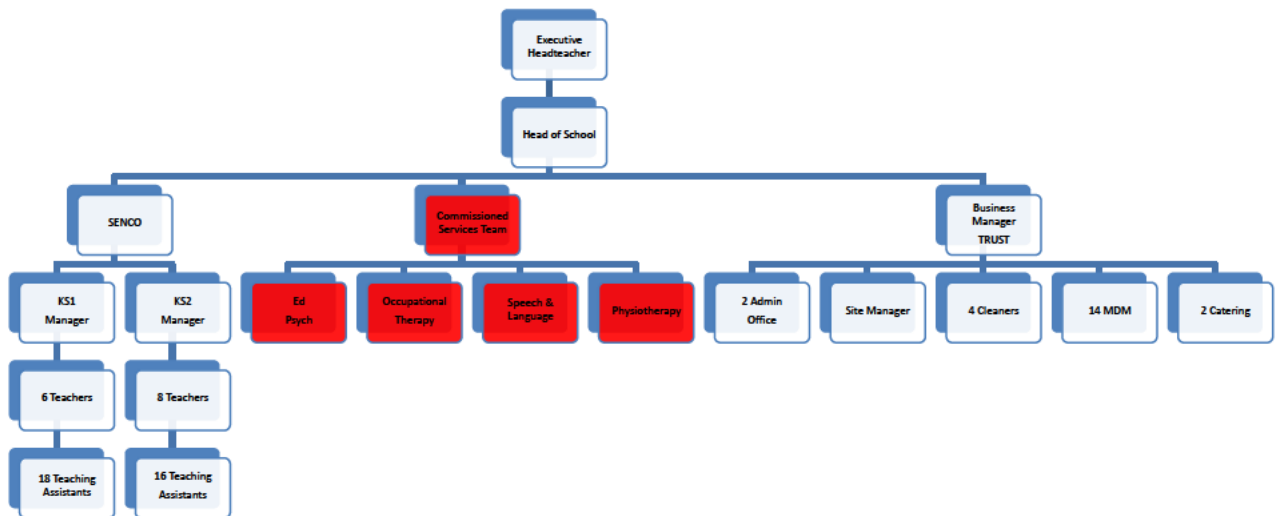 Executive
Headteacher
Head of School
SENCO
Commissioned
Services Team
Business
Manager
TRUST
KS1
Manager
KS2
Manager
Ed
Psych
Occupational
Therapy
Speech &
Language
Physiotherapy
2 Admin
Office
Site Manager
4 Cleaners
14 MDM
2 Catering
6 Teachers
8 Teachers
18 Teaching
Assistants
16 Teaching
Assistants